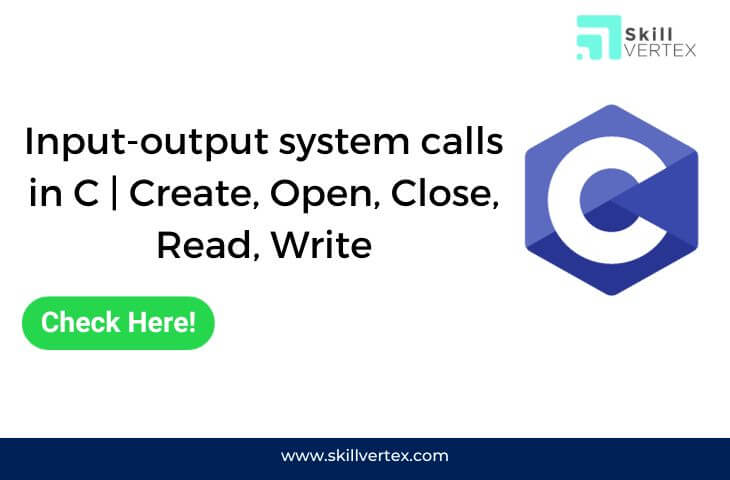 Skill
VERTEX
Input-output system calls
in C | Create, Open, Close,
Read, Write
C
Check Here!
www.skillvertex.com